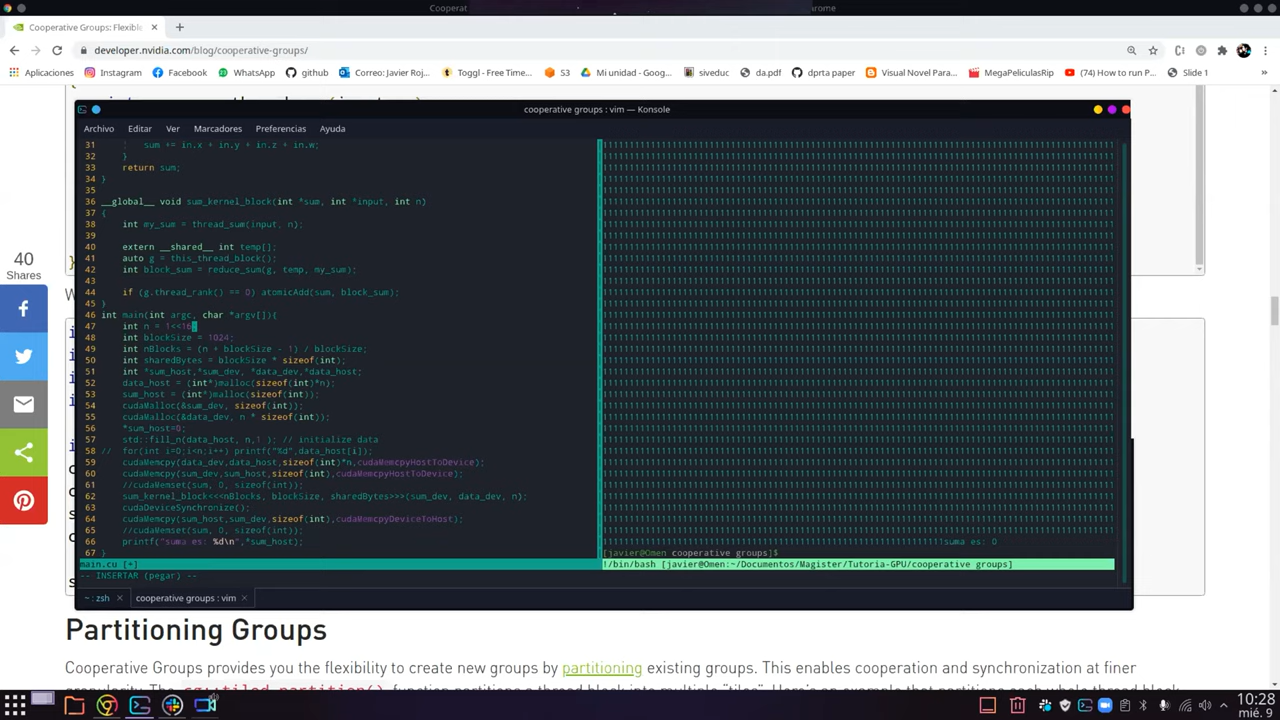 Cooperat
rome
Cooperative Groups: Flexible
developer.nvidia.com/blog/cooperative-groups/
Aplicaciones Instagram Facebook WhatsApp github Correo: Javier Roj... Toggl - Free Time... S3 Mi unidad - Goog... siveduc da.pdf dprta paper Visual Novel Para... MegaPeliculasRip (74) How to run P... Slide 1
cooperative groups : vim — Konsole
Archivo Editar Ver Marcadores Preferencias Ayuda
31 sum += in.x + in.y + in.z + in.w;
32 }
33 return sum;
34 }
35
36 __global__ void sum_kernel_block(int *sum, int *input, int n)
37 {
38 int my_sum = thread_sum(input, n);
39
40 extern __shared__ int temp[];
41 auto g = this_thread_block();
42 int block_sum = reduce_sum(g, temp, my_sum);
43
44 if (g.thread_rank() == 0) atomicAdd(sum, block_sum);
45 }
46 int main(int argc, char *argv[]){
47 int n = 1<<16
48 int blockSize = 1024;
49 int nBlocks = (n + blockSize - 1) / blockSize;
50 int sharedBytes = blockSize * sizeof(int);
51 int *sum_host,*sum_dev, *data_dev,*data_host;
52 data_host = (int*)malloc(sizeof(int)*n);
53 sum_host = (int*)malloc(sizeof(int));
54 cudaMalloc(&sum_dev, sizeof(int));
55 cudaMalloc(&data_dev, n * sizeof(int));
56 *sum_host=0;
57 std::fill_n(data_host, n,1 ); // initialize data
58 // for(int i=0;i<n;i++) printf("%d",data_host[i]);
59 cudaMemcpy(data_dev,data_host,sizeof(int)*n,cudaMemcpyHostToDevice);
60 cudaMemcpy(sum_dev,sum_host,sizeof(int),cudaMemcpyHostToDevice);
61 //cudaMemset(sum, 0, sizeof(int));
62 sum_kernel_block<<<nBlocks, blockSize, sharedBytes>>>(sum_dev, data_dev, n);
63 cudaDeviceSynchronize();
64 cudaMemcpy(sum_host,sum_dev,sizeof(int),cudaMemcpyDeviceToHost);
65 //cudaMemset(sum, 0, sizeof(int));
66 printf("suma es: %d\n",*sum_host);
67 }
suma es: 0
[javier@Omen cooperative groups]$
main.cu [+]
!/bin/bash [javier@Omen:~/Documentos/Magister/Tutoria-GPU/cooperative groups]
-- INSERTAR (pegar) --
~ : zsh cooperative groups : vim
40
Shares
Partitioning Groups
Cooperative Groups provides you the flexibility to create new groups by partitioning existing groups. This enables cooperation and synchronization at finer
10:28
mié. 9